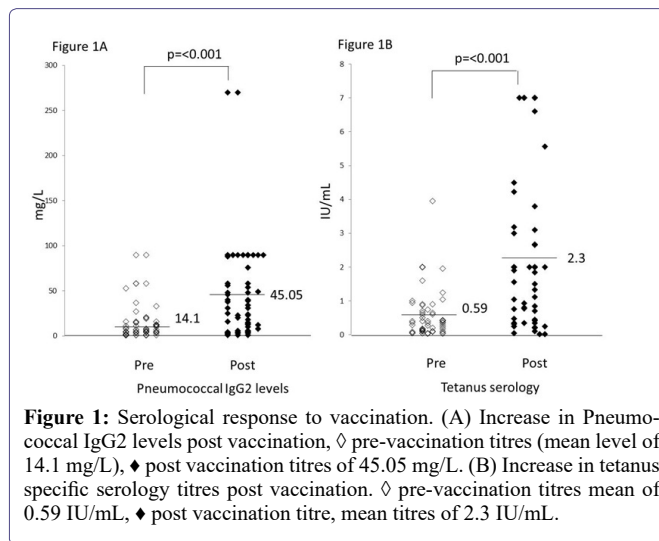 Figure 1A
p=<0.001
300
250
200
150
100
50
0
mg/L
14.1
45.05
Pre
Post
Pneumococcal IgG2 levels
Figure 1B
p=<0.001
8
7
6
5
4
3
2
1
0
IU/mL
0.59
2.3
Pre
Post
Tetanus serology
Figure 1: Serological response to vaccination. (A) Increase in Pneumo-
coccal IgG2 levels post vaccination, ◊ pre-vaccination titres (mean level of
14.1 mg/L), ♦ post vaccination titres of 45.05 mg/L. (B) Increase in tetanus
specific serology titres post vaccination. ◊ pre-vaccination titres mean of
0.59 IU/mL, ♦ post vaccination titre, mean titres of 2.3 IU/mL.